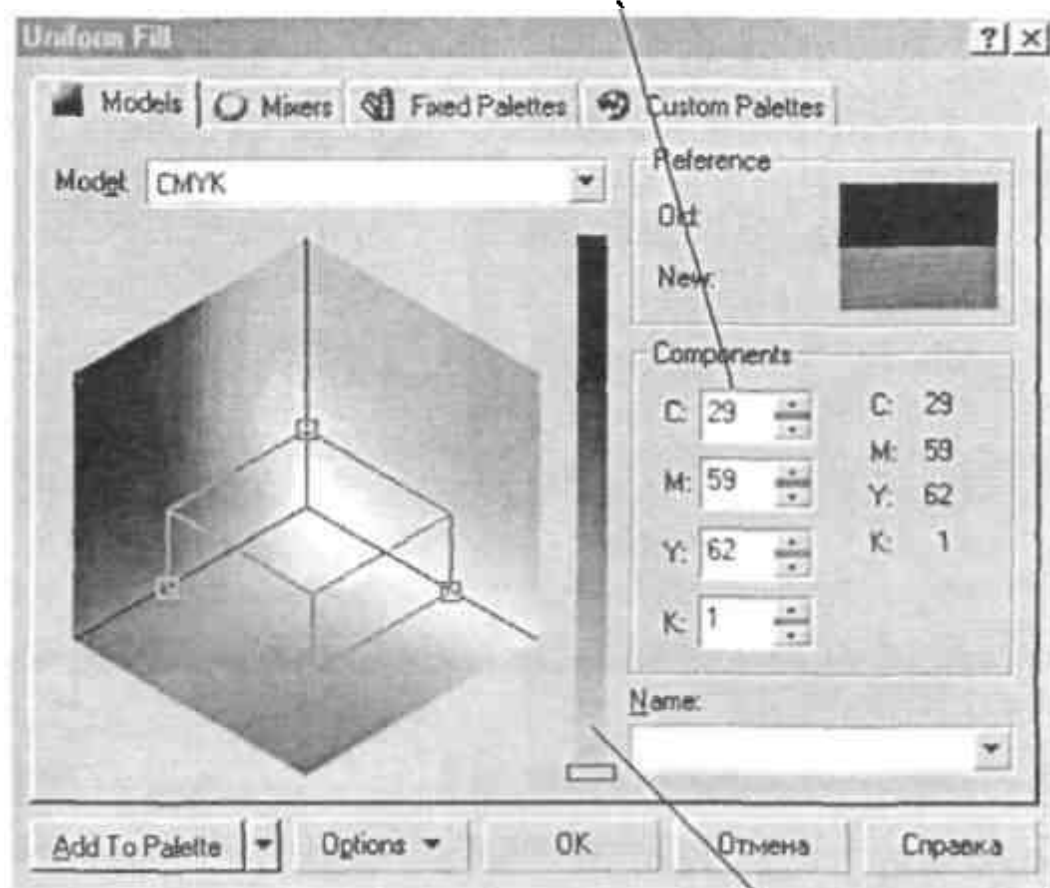 Uniform Fill
Models Mixers Fixed Palettes Custom Palettes
Model: CMYK
Reference
Old:
New:
Components
C: 29 C: 29
M: 59 M: 59
Y: 62 Y: 62
K: 1 K: 1
Name:
Add To Palette Options OK Отмена Справка